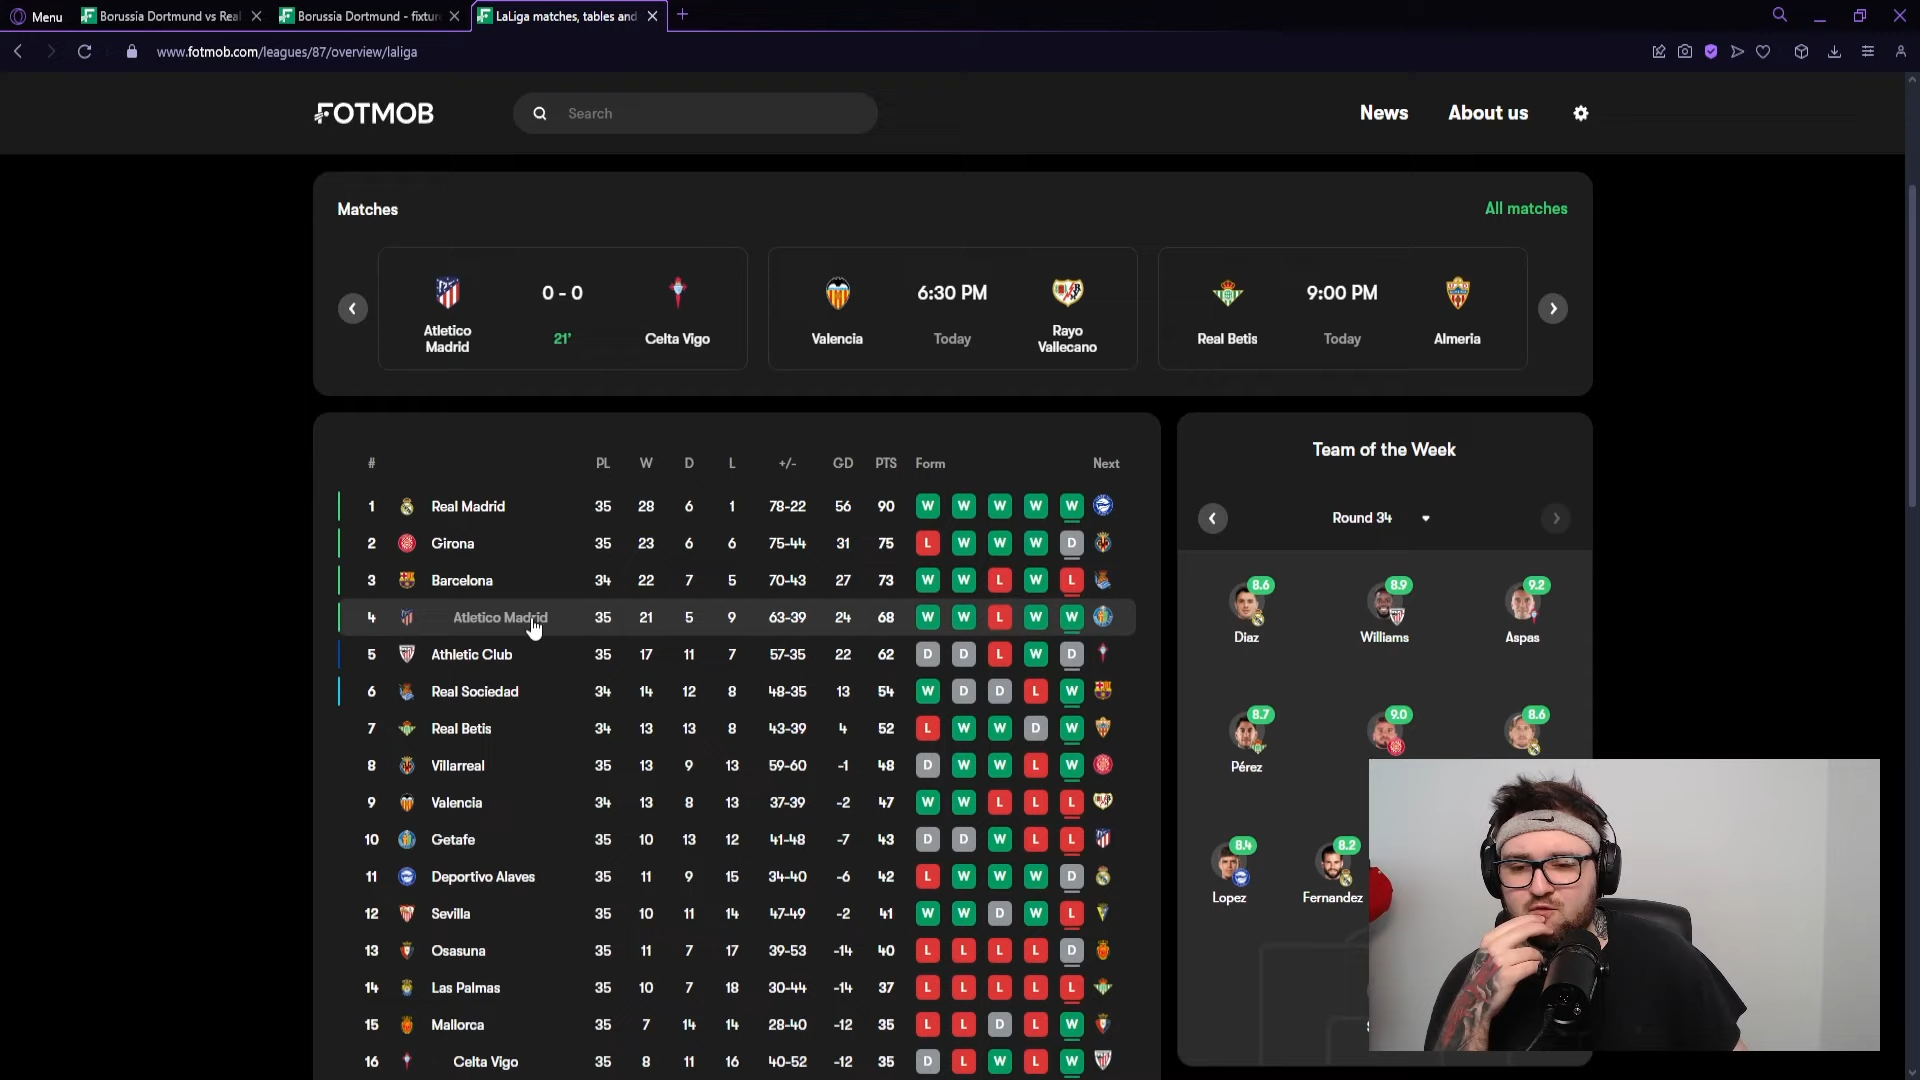 Menu
Borussia Dortmund vs Real
Borussia Dortmund - fixtur
LaLiga matches, tables and
www.fotmob.com/leagues/87/overview/laliga
FOTMOB
Search
News
About us
Matches
All matches
Atletico Madrid
0 - 0
21'
Celta Vigo
Valencia
6:30 PM
Today
Rayo Vallecano
Real Betis
9:00 PM
Today
Almeria
# PL W D L +/- GD PTS Form Next
1 Real Madrid 35 28 6 1 78-22 56 90 W W W W W
2 Girona 35 23 6 6 75-44 31 75 L W W W D
3 Barcelona 34 22 7 5 70-43 27 73 W W L W L
4 Atletico Madrid 35 21 5 9 63-39 24 68 W W L W W
5 Athletic Club 35 17 11 7 57-35 22 62 D D L W D
6 Real Sociedad 34 14 12 8 48-35 13 54 W D D L W
7 Real Betis 34 13 13 8 43-39 4 52 L W W D W
8 Villarreal 35 13 9 13 59-60 -1 48 D W W L W
9 Valencia 34 13 8 13 37-39 -2 47 W W L L L
10 Getafe 35 10 13 12 41-48 -7 43 D D W L L
11 Deportivo Alaves 35 11 9 15 34-40 -6 42 L W W W D
12 Sevilla 35 10 11 14 47-49 -2 41 W W D W L
13 Osasuna 35 11 7 17 39-53 -14 40 L L L L D
14 Las Palmas 35 10 7 18 30-44 -14 37 L L L L L
15 Mallorca 35 7 14 14 28-40 -12 35 L L D L W
16 Celta Vigo 35 8 11 16 40-52 -12 35 D L W L W
Team of the Week
Round 34
8.6 8.9 9.2
Diaz Williams Aspas
8.7 9.0 8.6
Pérez
8.4 8.2
Lopez Fernandez